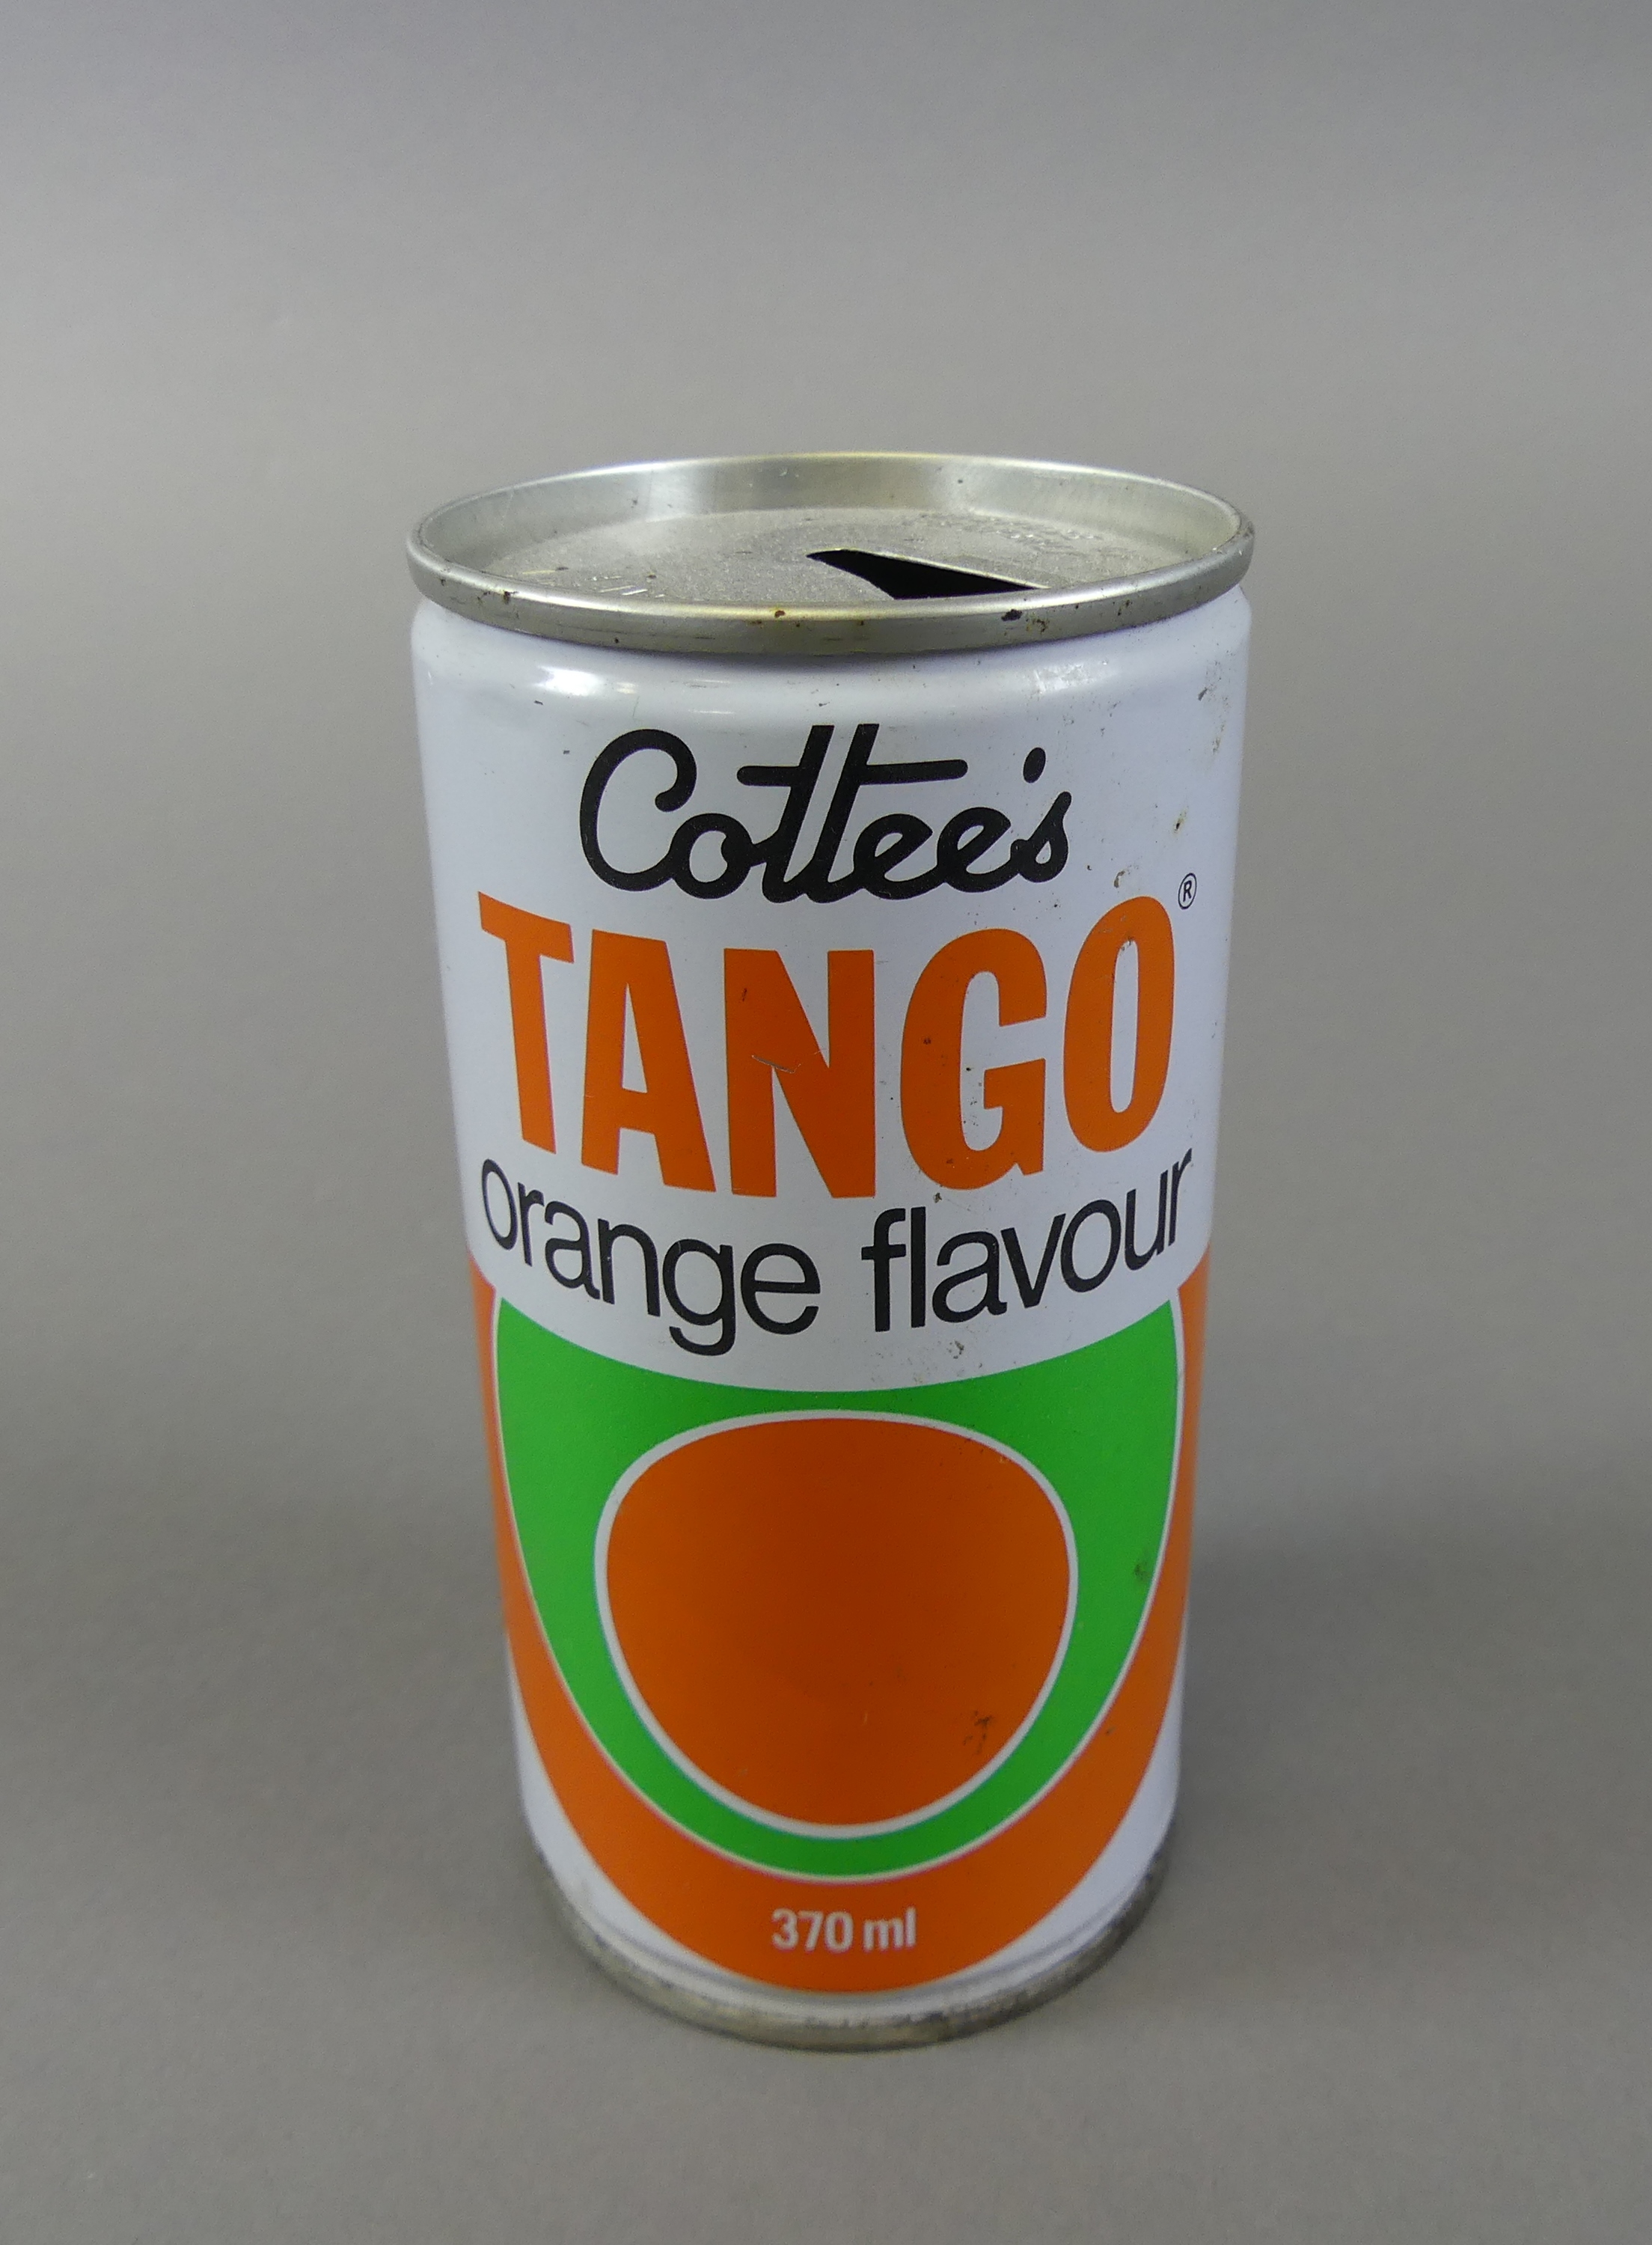 Cottee's
TANGO®
orange flavour
370 ml